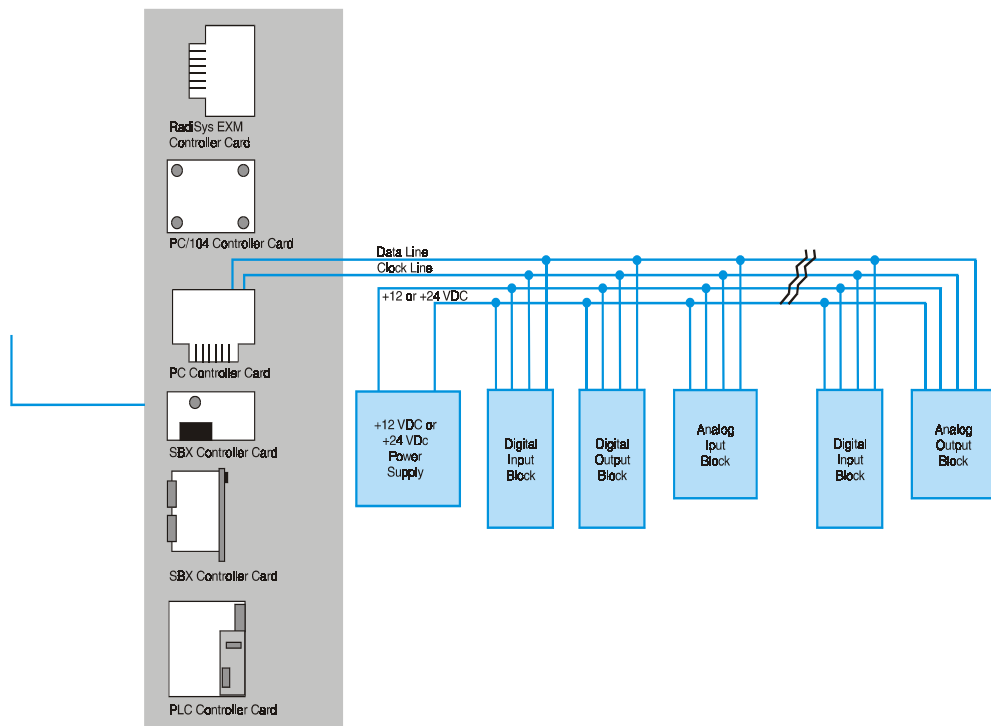 RadiSys EXM
Controller Card
PC/104 Controller Card
Data Line
Clock Line
+12 or +24 VDC
PC Controller Card
SBX Controller Card
SBX Controller Card
PLC Controller Card
+12 VDC or
+24 VDc
Power
Supply
Digital
Input
Block
Digital
Output
Block
Analog
Iput
Block
Digital
Input
Block
Analog
Output
Block